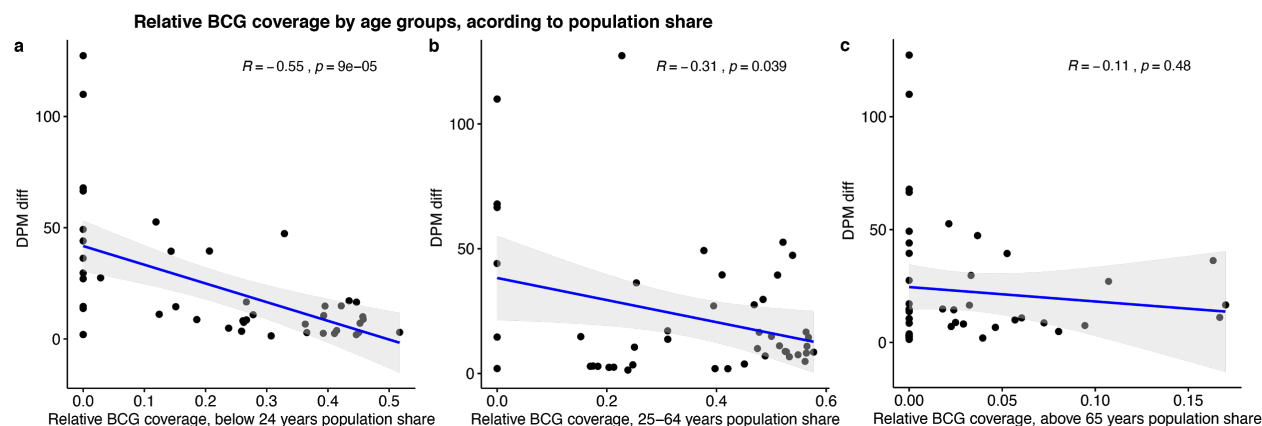 Relative BCG coverage by age groups, acording to population share
a
R = −0.55 , p = 9e−05
DPM diff
100
50
0
0.0 0.1 0.2 0.3 0.4 0.5
Relative BCG coverage, below 24 years population share
b
R = −0.31 , p = 0.039
DPM diff
100
50
0
0.0 0.2 0.4 0.6
Relative BCG coverage, 25−64 years population share
c
R = −0.11 , p = 0.48
DPM diff
100
50
0
0.00 0.05 0.10 0.15
Relative BCG coverage, above 65 years population share